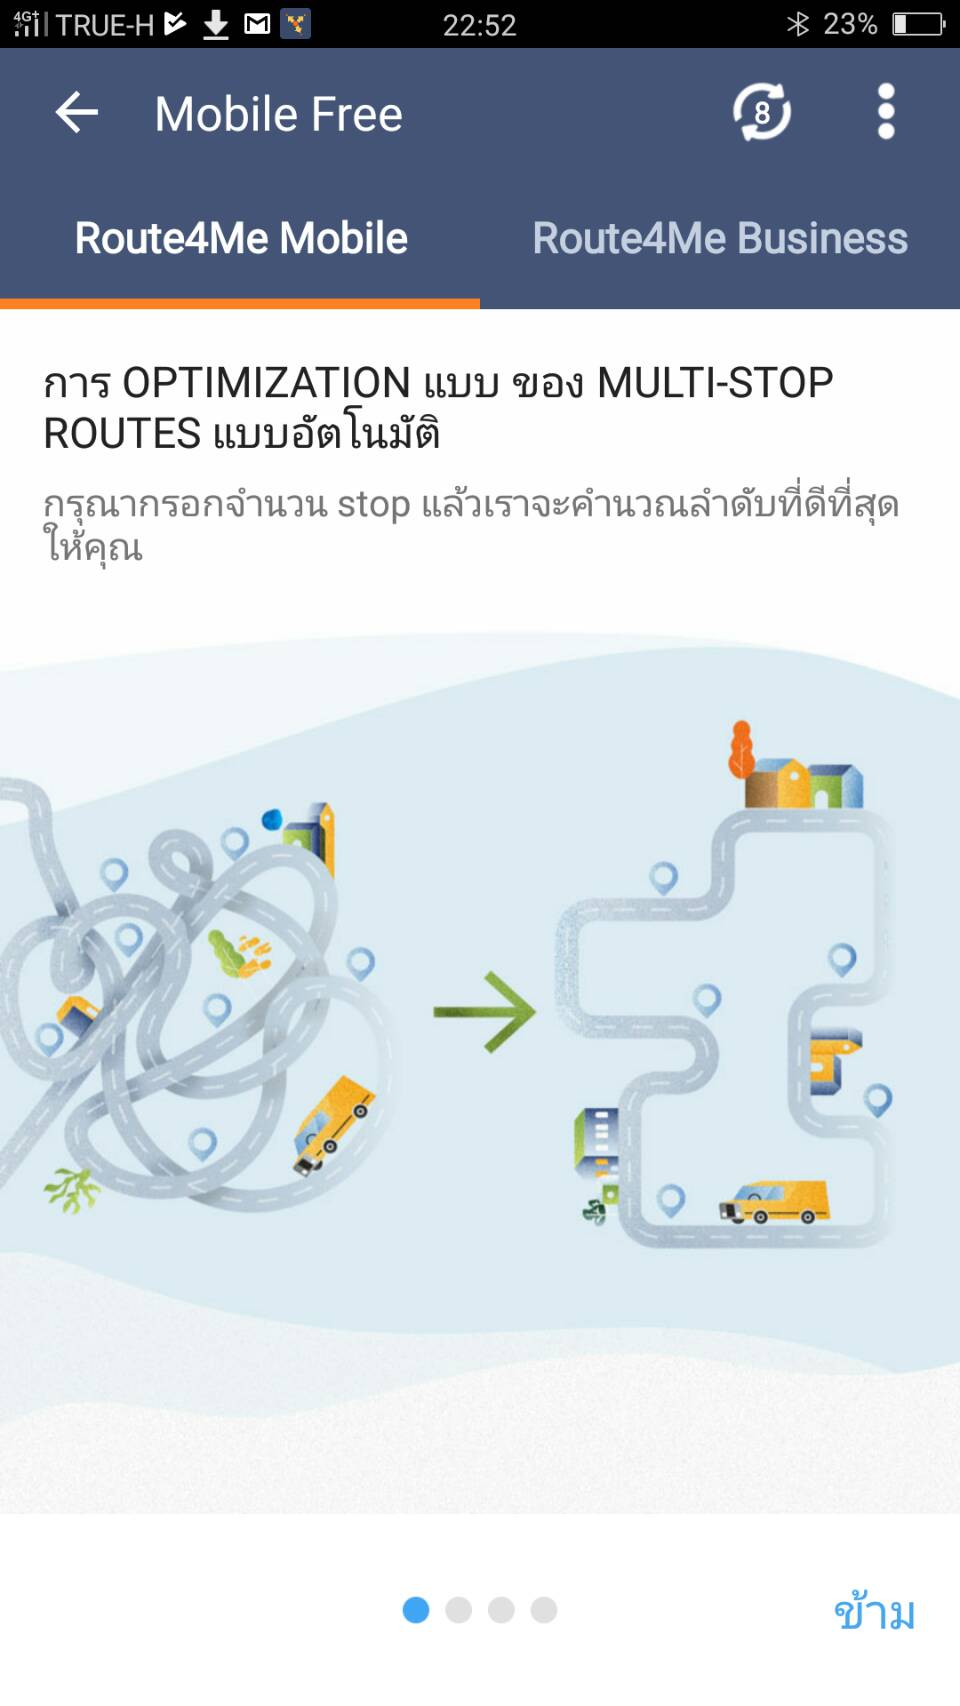 4G+ TRUE-H 22:52 23%
Mobile Free 8
Route4Me Mobile Route4Me Business
การ OPTIMIZATION แบบ ของ MULTI-STOP
ROUTES แบบอัตโนมัติ
กรุณากรอกจำนวน stop แล้วเราจะคำนวณลำดับที่ดีที่สุด
ให้คุณ
ข้าม